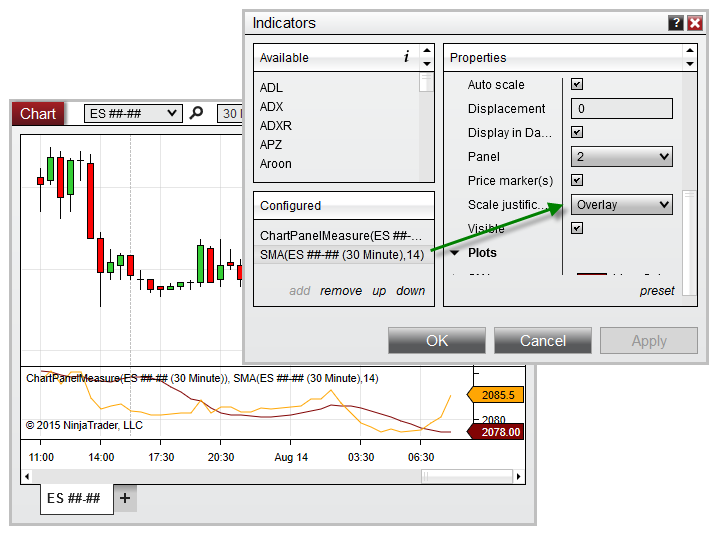 Indicators
?
Available
i
ADL
ADX
ADXR
APZ
Aroon
Configured
ChartPanelMeasure(ES ##-...
SMA(ES ##-## (30 Minute),14)
add remove up down
Properties
Auto scale
Displacement 0
Display in Da...
Panel 2
Price marker(s)
Scale justific... Overlay
Visible
Plots
preset
OK Cancel Apply
Chart ES ##-## 30
ChartPanelMeasure(ES ##-## (30 Minute)), SMA(ES ##-## (30 Minute),14)
2085.5
2080
2078.00
© 2015 NinjaTrader, LLC
11:00 14:00 17:30 20:30 Aug 14 03:30 06:30
ES ##-## +